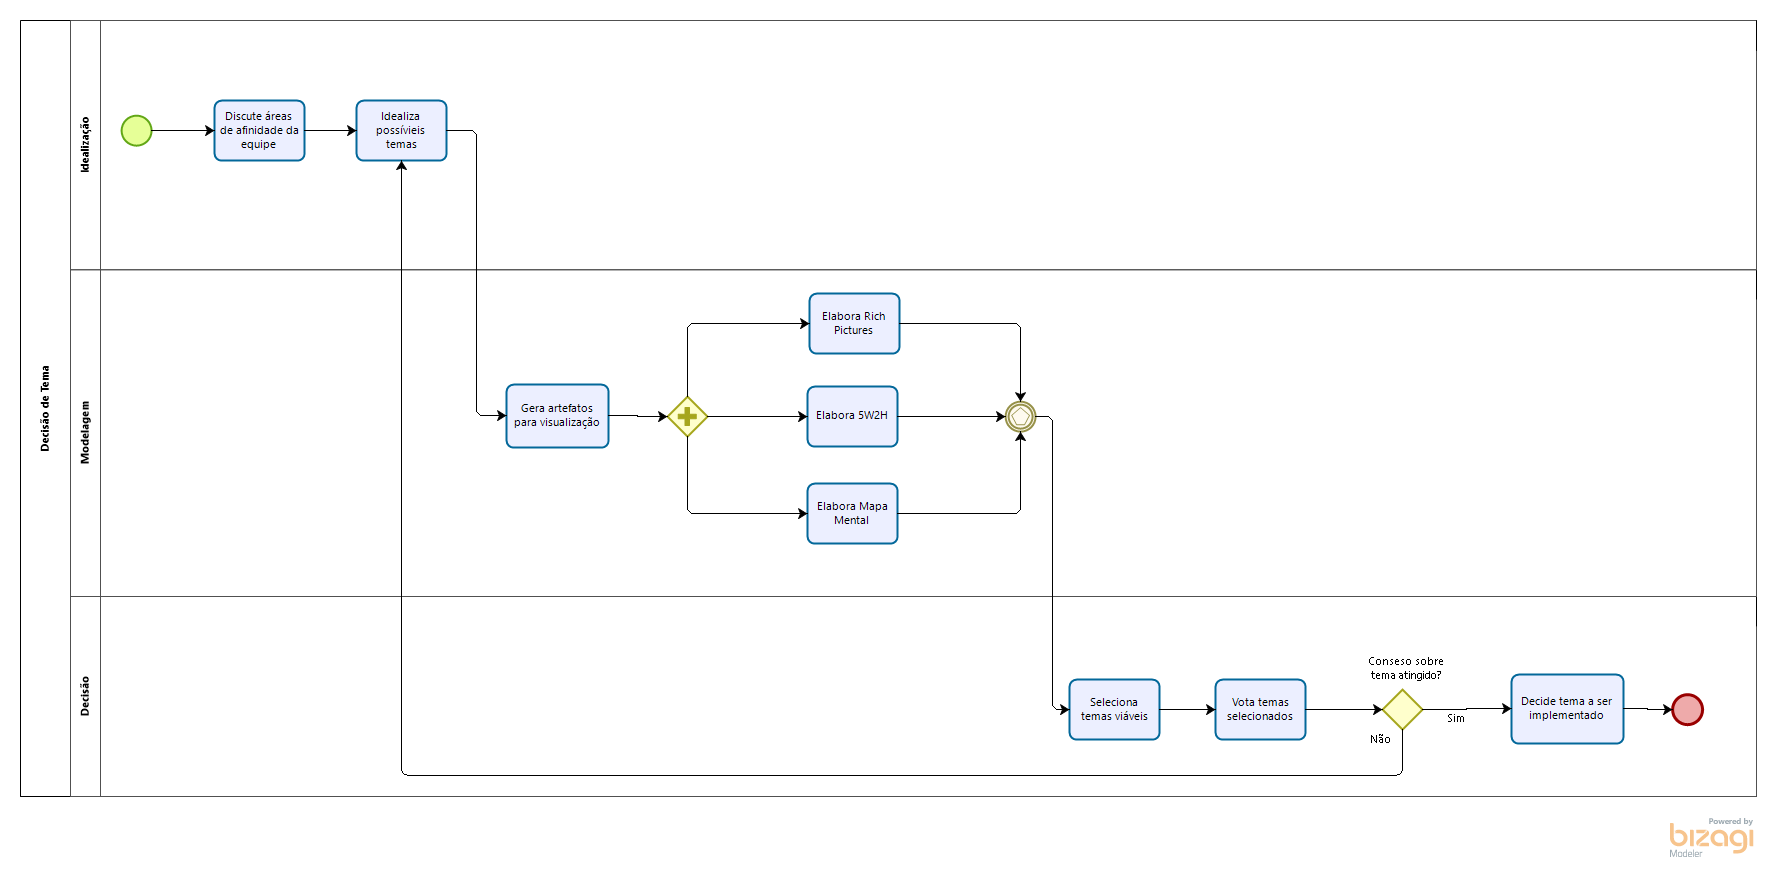 Decisão de Tema
Idealização
Discute áreas
de afinidade da
equipe
Idealiza
possívieis
temas
Modelagem
Gera artefatos
para visualização
Elabora Rich
Pictures
Elabora 5W2H
Elabora Mapa
Mental
Decisão
Seleciona
temas viáveis
Vota temas
selecionados
Conseso sobre
tema atingido?
Sim
Não
Decide tema a ser
implementado
Powered by
bizagi
Modeler